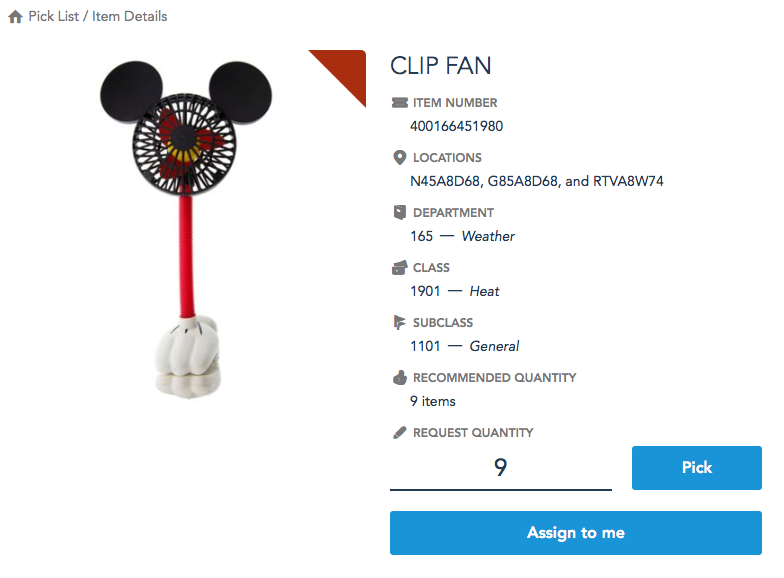 Pick List / Item Details
CLIP FAN
ITEM NUMBER
400166451980
LOCATIONS
N45A8D68, G85A8D68, and RTVA8W74
DEPARTMENT
165 — Weather
CLASS
1901 — Heat
SUBCLASS
1101 — General
RECOMMENDED QUANTITY
9 items
REQUEST QUANTITY
9
Pick
Assign to me